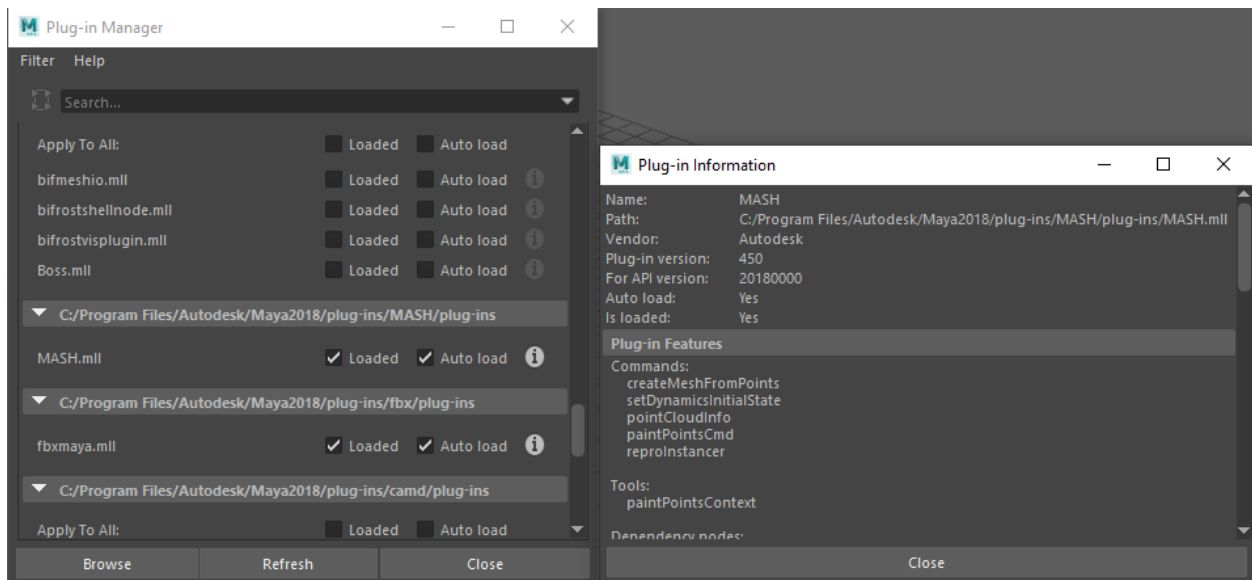 Plug-in Manager
Filter Help
Search...
Apply To All: Loaded Auto load
bifmeshio.mll Loaded Auto load
bifrostshellnode.mll Loaded Auto load
bifrostvisplugin.mll Loaded Auto load
Boss.mll Loaded Auto load
C:/Program Files/Autodesk/Maya2018/plug-ins/MASH/plug-ins
MASH.mll Loaded Auto load
C:/Program Files/Autodesk/Maya2018/plug-ins/fbx/plug-ins
fbxmaya.mll Loaded Auto load
C:/Program Files/Autodesk/Maya2018/plug-ins/camd/plug-ins
Apply To All: Loaded Auto load
Browse Refresh Close
Plug-in Information
Name: MASH
Path: C:/Program Files/Autodesk/Maya2018/plug-ins/MASH/plug-ins/MASH.mll
Vendor: Autodesk
Plug-in version: 450
For API version: 20180000
Auto load: Yes
Is loaded: Yes
Plug-in Features
Commands:
createMeshFromPoints
setDynamicsInitialState
pointCloudInfo
paintPointsCmd
reproInstancer
Tools:
paintPointsContext
Dependency nodes:
Close